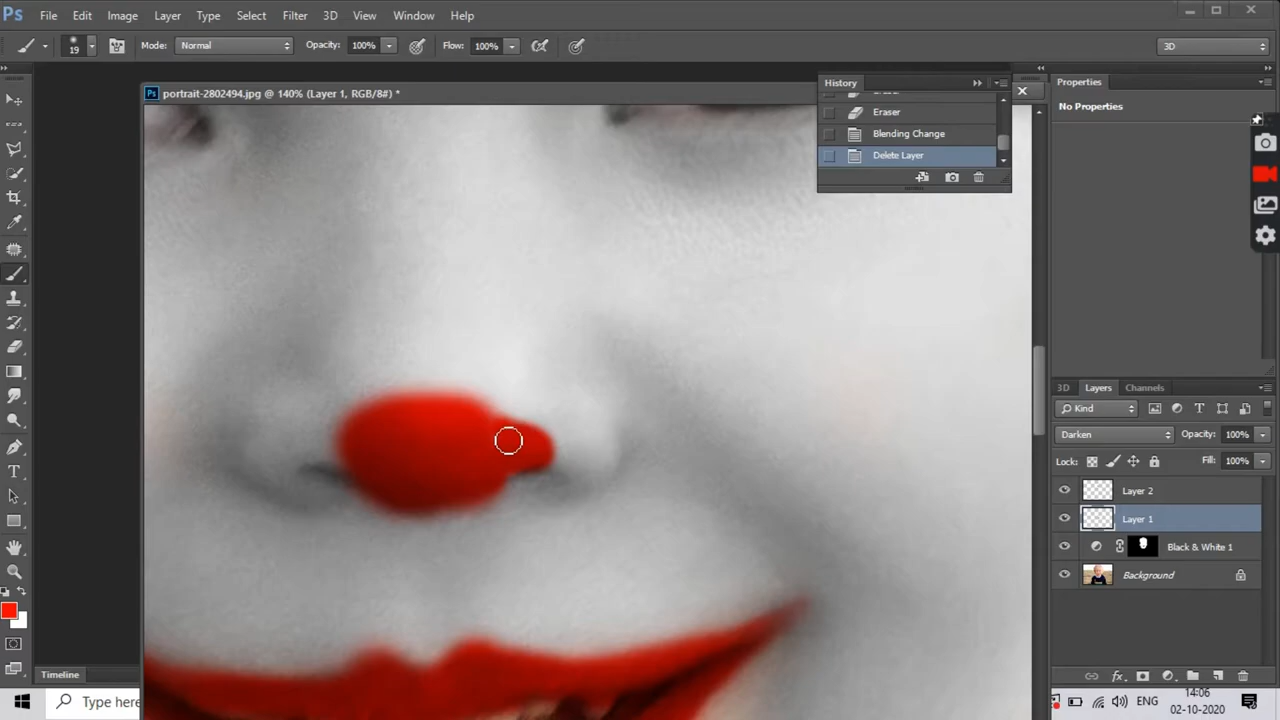 Ps File Edit Image Layer Type Select Filter 3D View Window Help
19 Mode: Normal Opacity: 100% Flow: 100% 3D
Ps portrait-2802494.jpg @ 140% (Layer 1, RGB/8#) *
History
Eraser
Eraser
Blending Change
Delete Layer
Properties
No Properties
3D Layers Channels
Kind
Darken Opacity: 100%
Lock: Fill: 100%
Layer 2
Layer 1
Black & White 1
Background
Timeline
Type here
ENG
14:06
02-10-2020